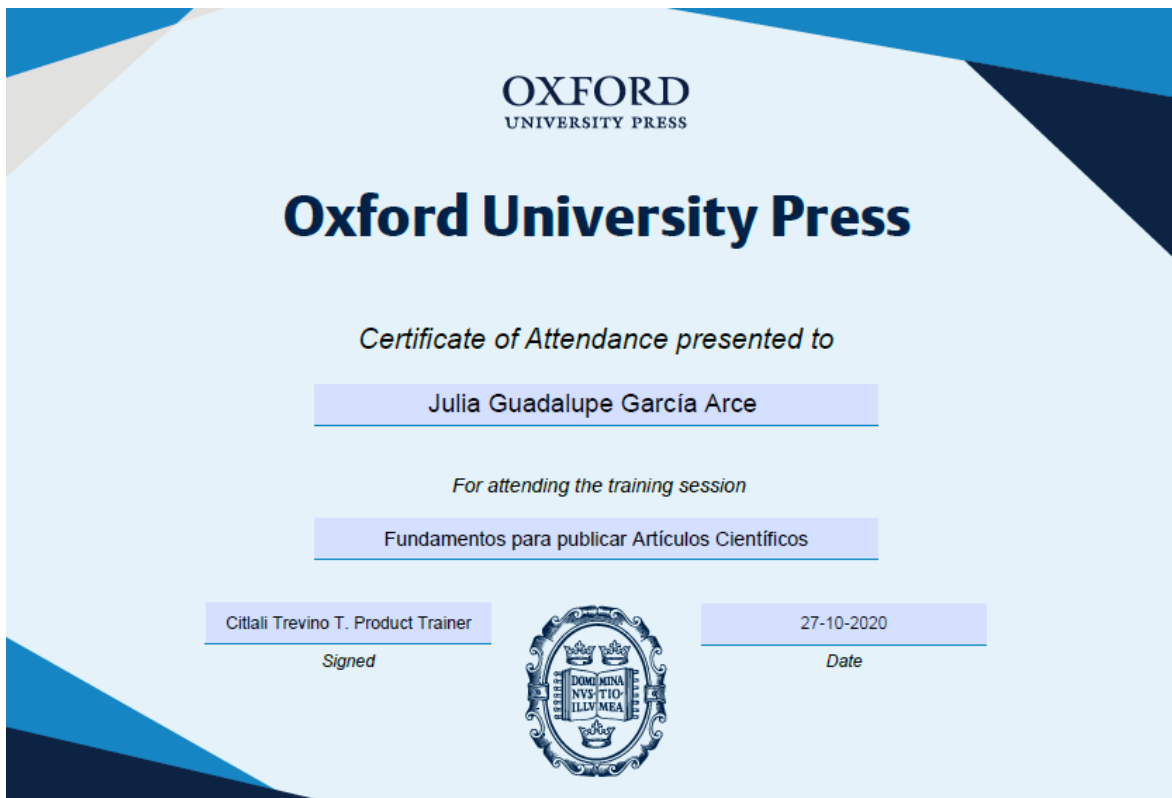 OXFORD
UNIVERSITY PRESS
Oxford University Press
Certificate of Attendance presented to
Julia Guadalupe García Arce
For attending the training session
Fundamentos para publicar Artículos Científicos
Citlali Trevino T. Product Trainer
Signed
27-10-2020
Date
DOMI MINA
NVS TIO
ILLV MEA